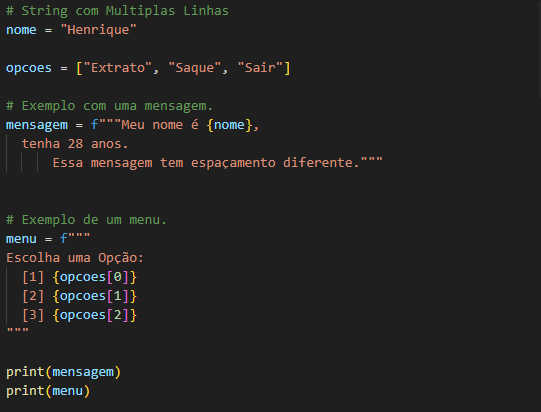 # String com Multiplas Linhas
nome = "Henrique"
opcoes = ["Extrato", "Saque", "Sair"]
# Exemplo com uma mensagem.
mensagem = f"""Meu nome é {nome},
  tenha 28 anos.
      Essa mensagem tem espaçamento diferente."""
# Exemplo de um menu.
menu = f"""
Escolha uma Opção:
  [1] {opcoes[0]}
  [2] {opcoes[1]}
  [3] {opcoes[2]}
"""
print(mensagem)
print(menu)